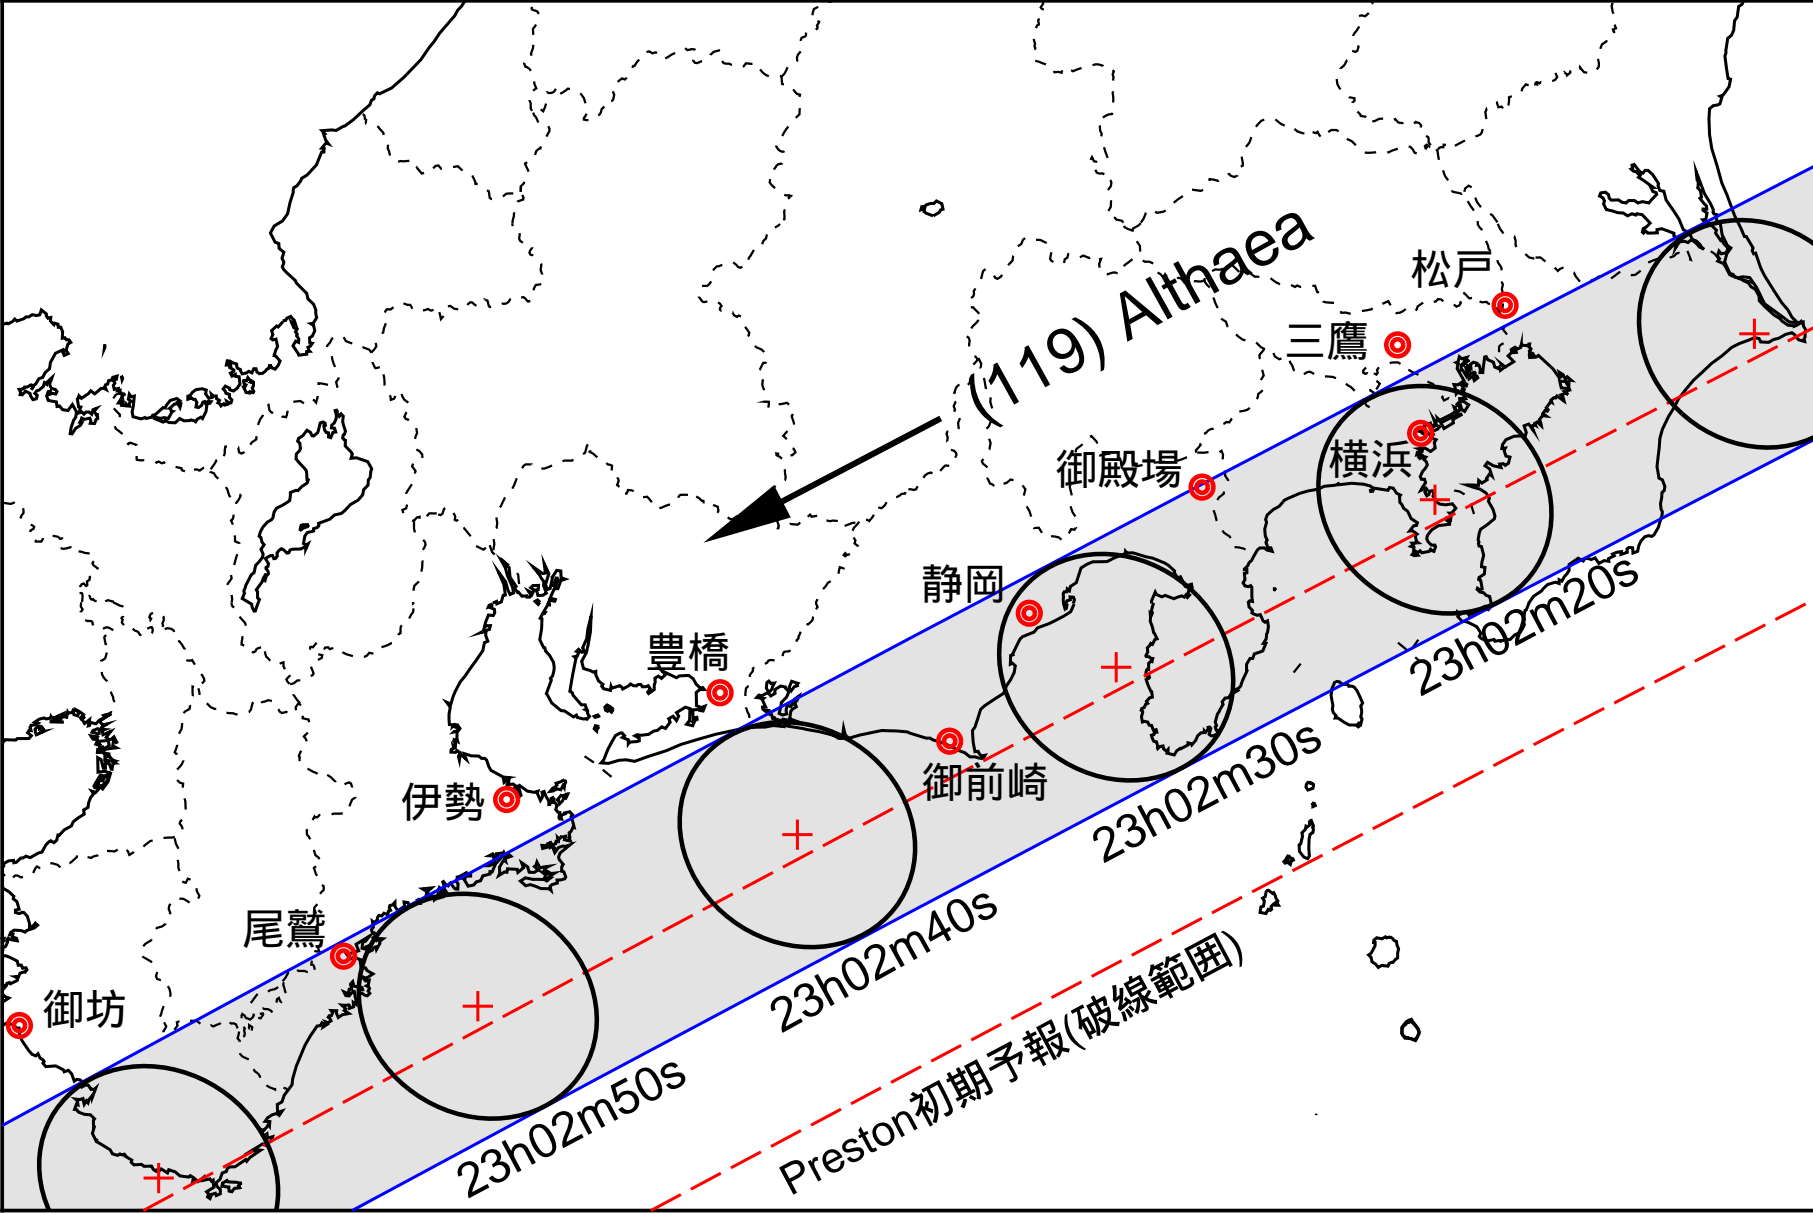 (119) Althaea
松戸
三鷹
横浜
御殿場
静岡
豊橋
御前崎
伊勢
尾鷲
御坊
23h02m20s
23h02m30s
23h02m40s
23h02m50s
Preston初期予報(破線範囲)